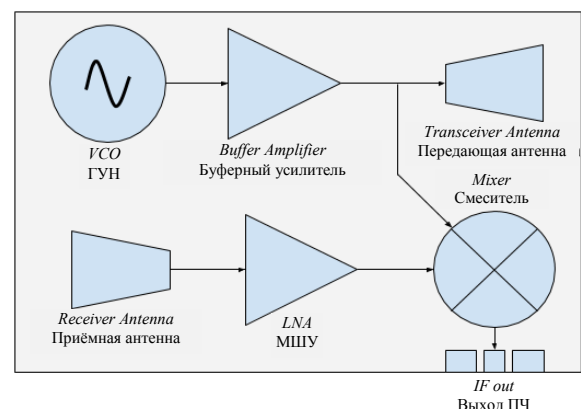 VCO
ГУН
Buffer Amplifier
Буферный усилитель
Transceiver Antenna
Передающая антенна
Mixer
Смеситель
Receiver Antenna
Приёмная антенна
LNA
МШУ
IF out
Выход ПЧ